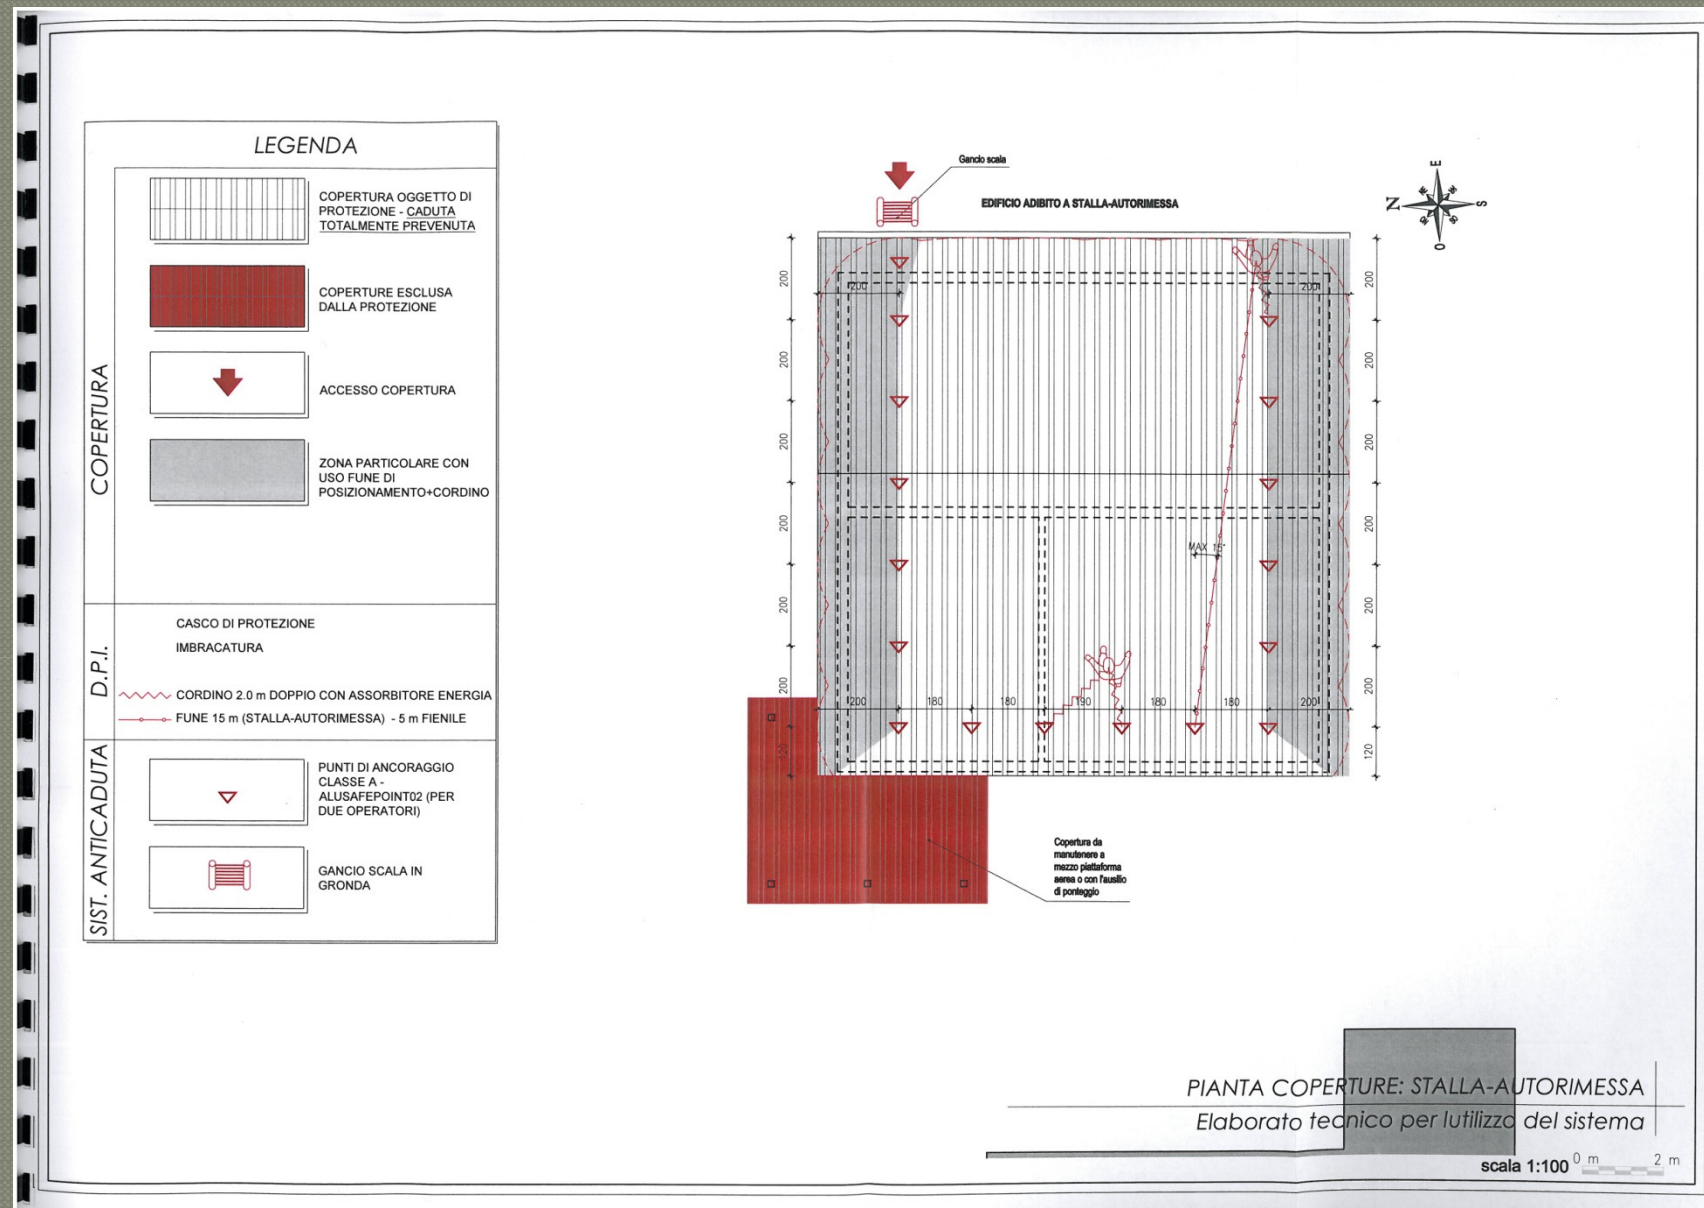 LEGENDA
COPERTURA
COPERTURA OGGETTO DI
PROTEZIONE - CADUTA
TOTALMENTE PREVENUTA
COPERTURE ESCLUSA
DALLA PROTEZIONE
ACCESSO COPERTURA
ZONA PARTICOLARE CON
USO FUNE DI
POSIZIONAMENTO+CORDINO
D.P.I.
CASCO DI PROTEZIONE
IMBRACATURA
CORDINO 2.0 m DOPPIO CON ASSORBITORE ENERGIA
FUNE 15 m (STALLA-AUTORIMESSA) - 5 m FIENILE
SIST. ANTICADUTA
PUNTI DI ANCORAGGIO
CLASSE A -
ALUSAFEPOINT02 (PER
DUE OPERATORI)
GANCIO SCALA IN
GRONDA
Gancio scala
EDIFICIO ADIBITO A STALLA-AUTORIMESSA
E
N
S
O
200
200
200
200
200
200
120
200
200
MAX 15°
200
180
180
190
180
180
200
200
200
200
200
200
200
120
Copertura da
manutenere a
mezzo piattaforma
aerea o con l'ausilio
di ponteggio
PIANTA COPERTURE: STALLA-AUTORIMESSA
Elaborato tecnico per lutilizzo del sistema
scala 1:100 0 m 2 m